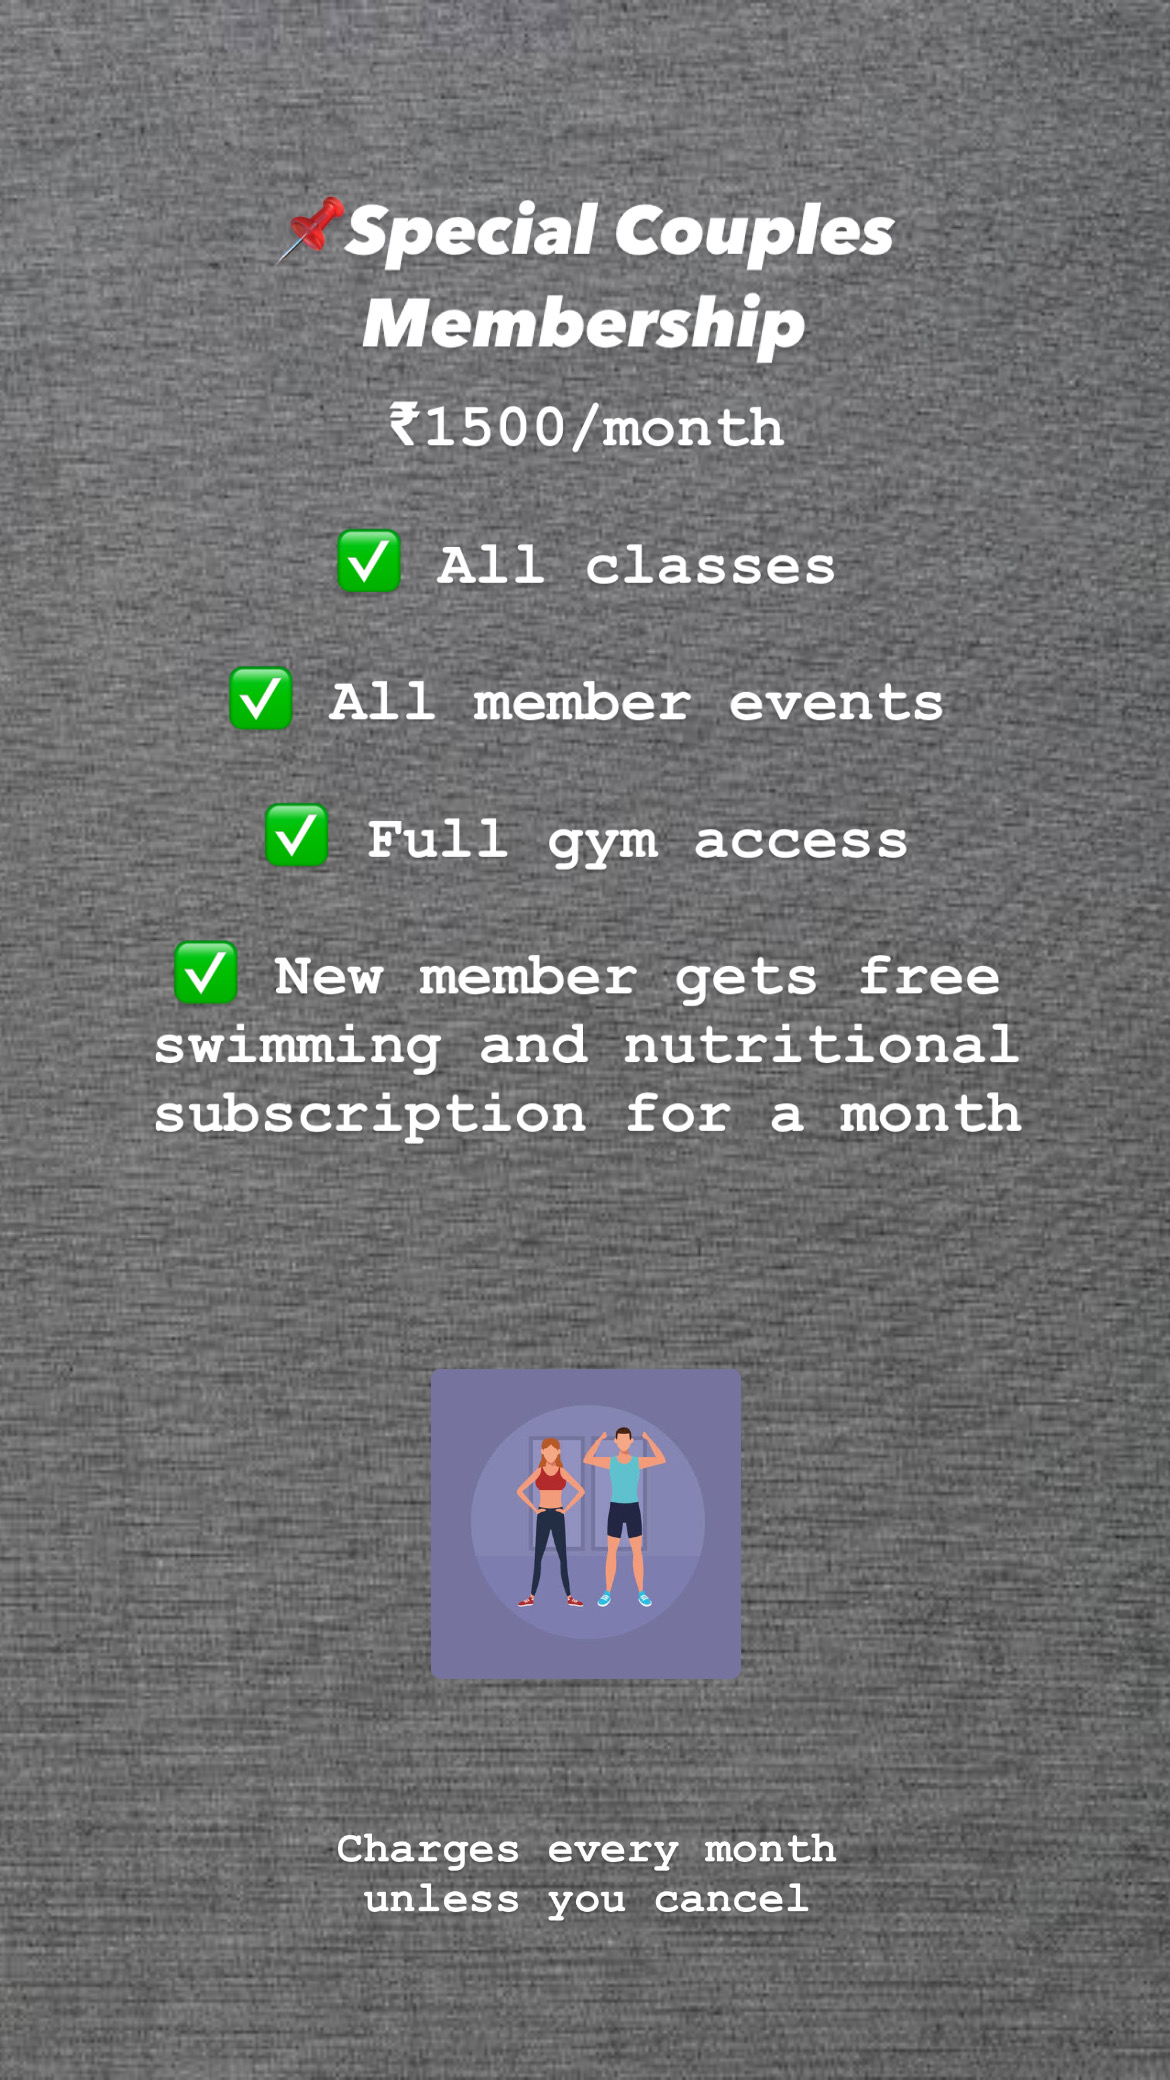 📌Special Couples
Membership
₹1500/month
✅ All classes
✅ All member events
✅ Full gym access
✅ New member gets free
swimming and nutritional
subscription for a month
Charges every month
unless you cancel